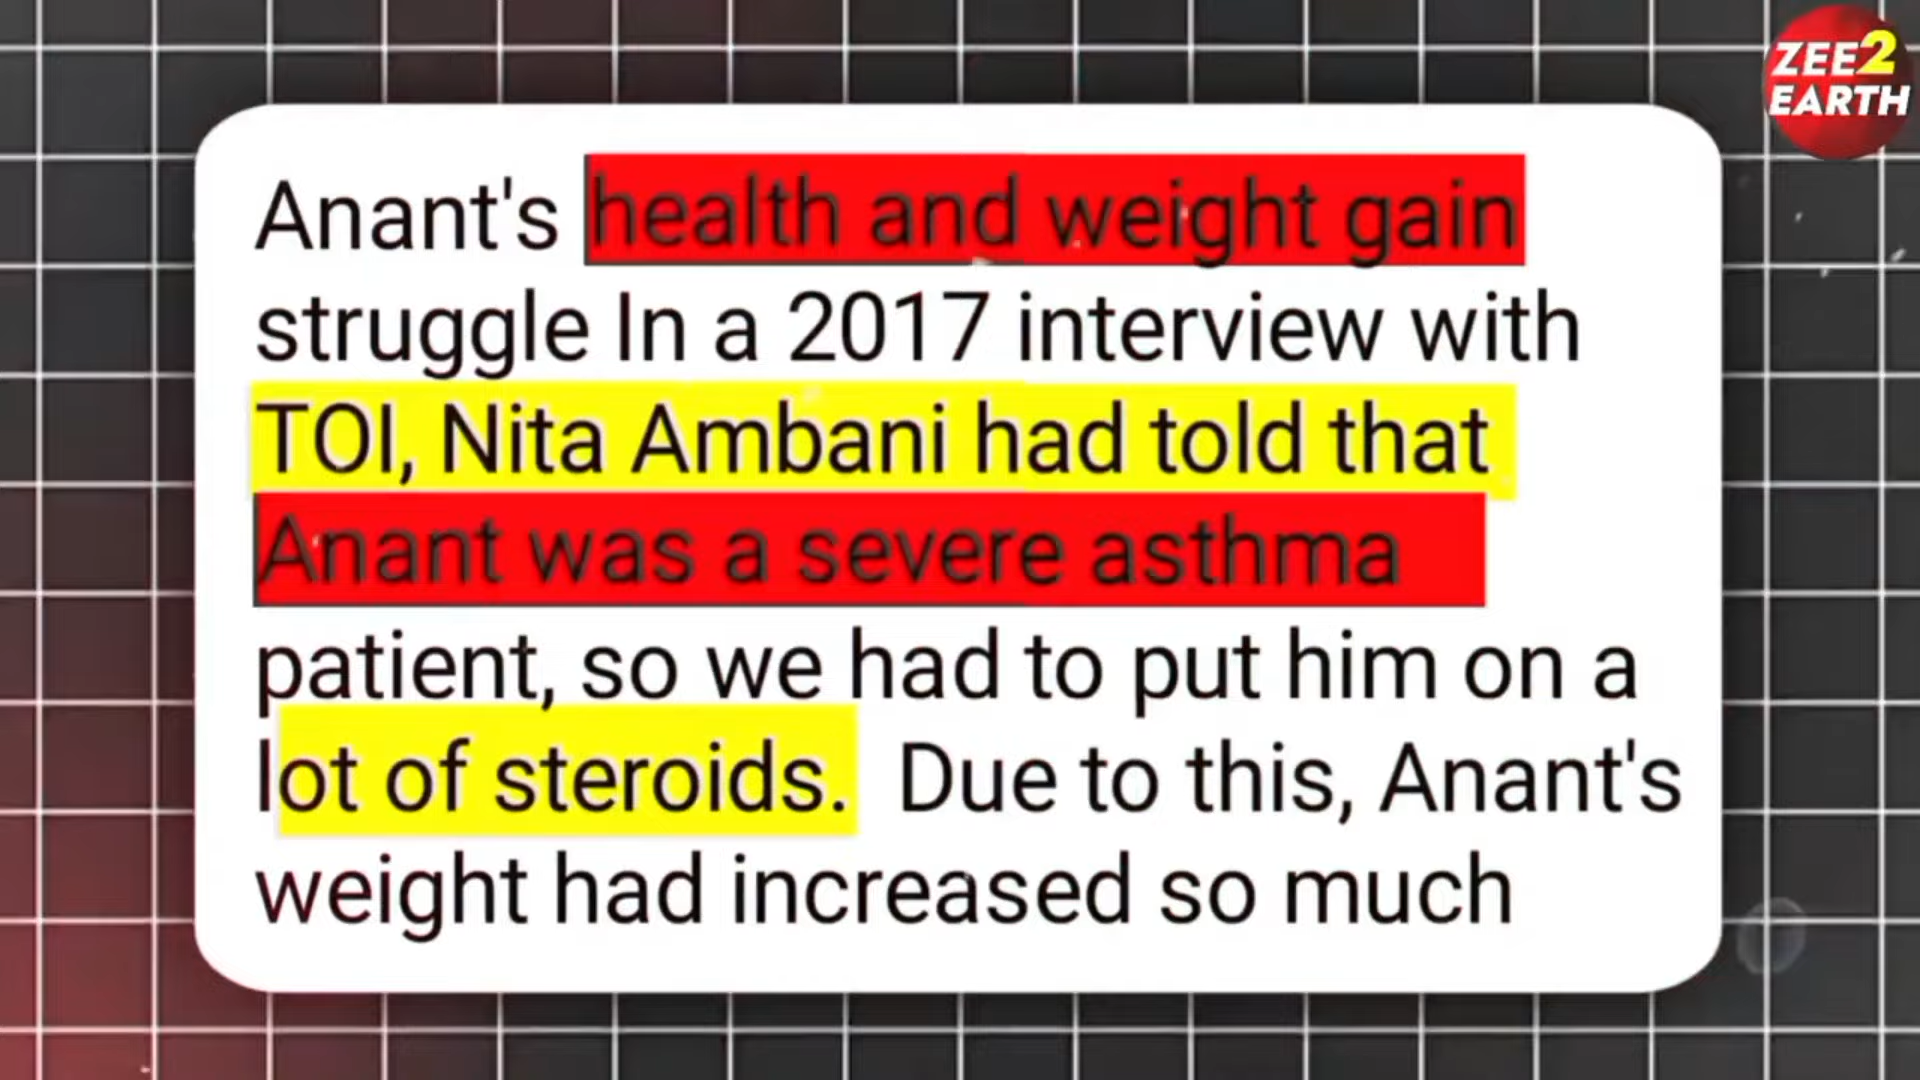 ZEE2
EARTH
Anant's health and weight gain
struggle In a 2017 interview with
TOI, Nita Ambani had told that
Anant was a severe asthma
patient, so we had to put him on a
lot of steroids. Due to this, Anant's
weight had increased so much